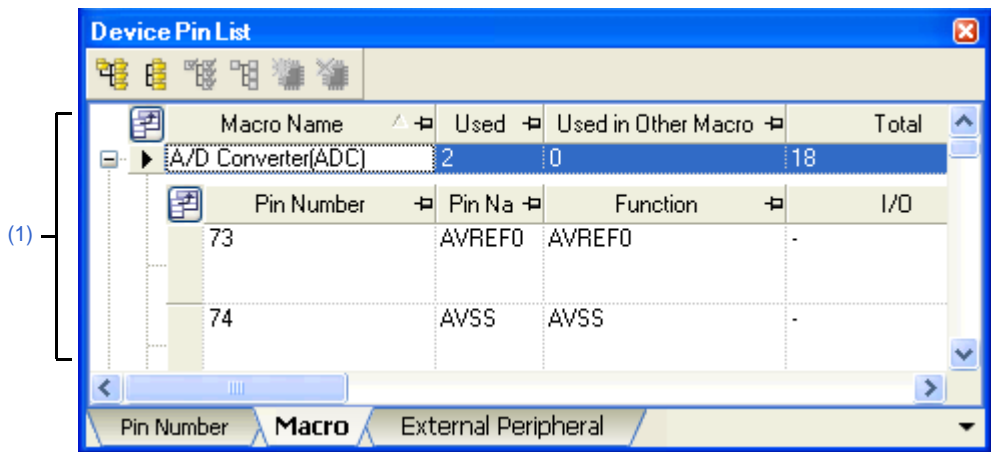 Device Pin List
Macro Name Used Used in Other Macro Total
A/D Converter(ADC) 2 0 18
Pin Number Pin Na Function I/O
(1)
73 AVREF0 AVREF0 -
74 AVSS AVSS -
Pin Number Macro External Peripheral